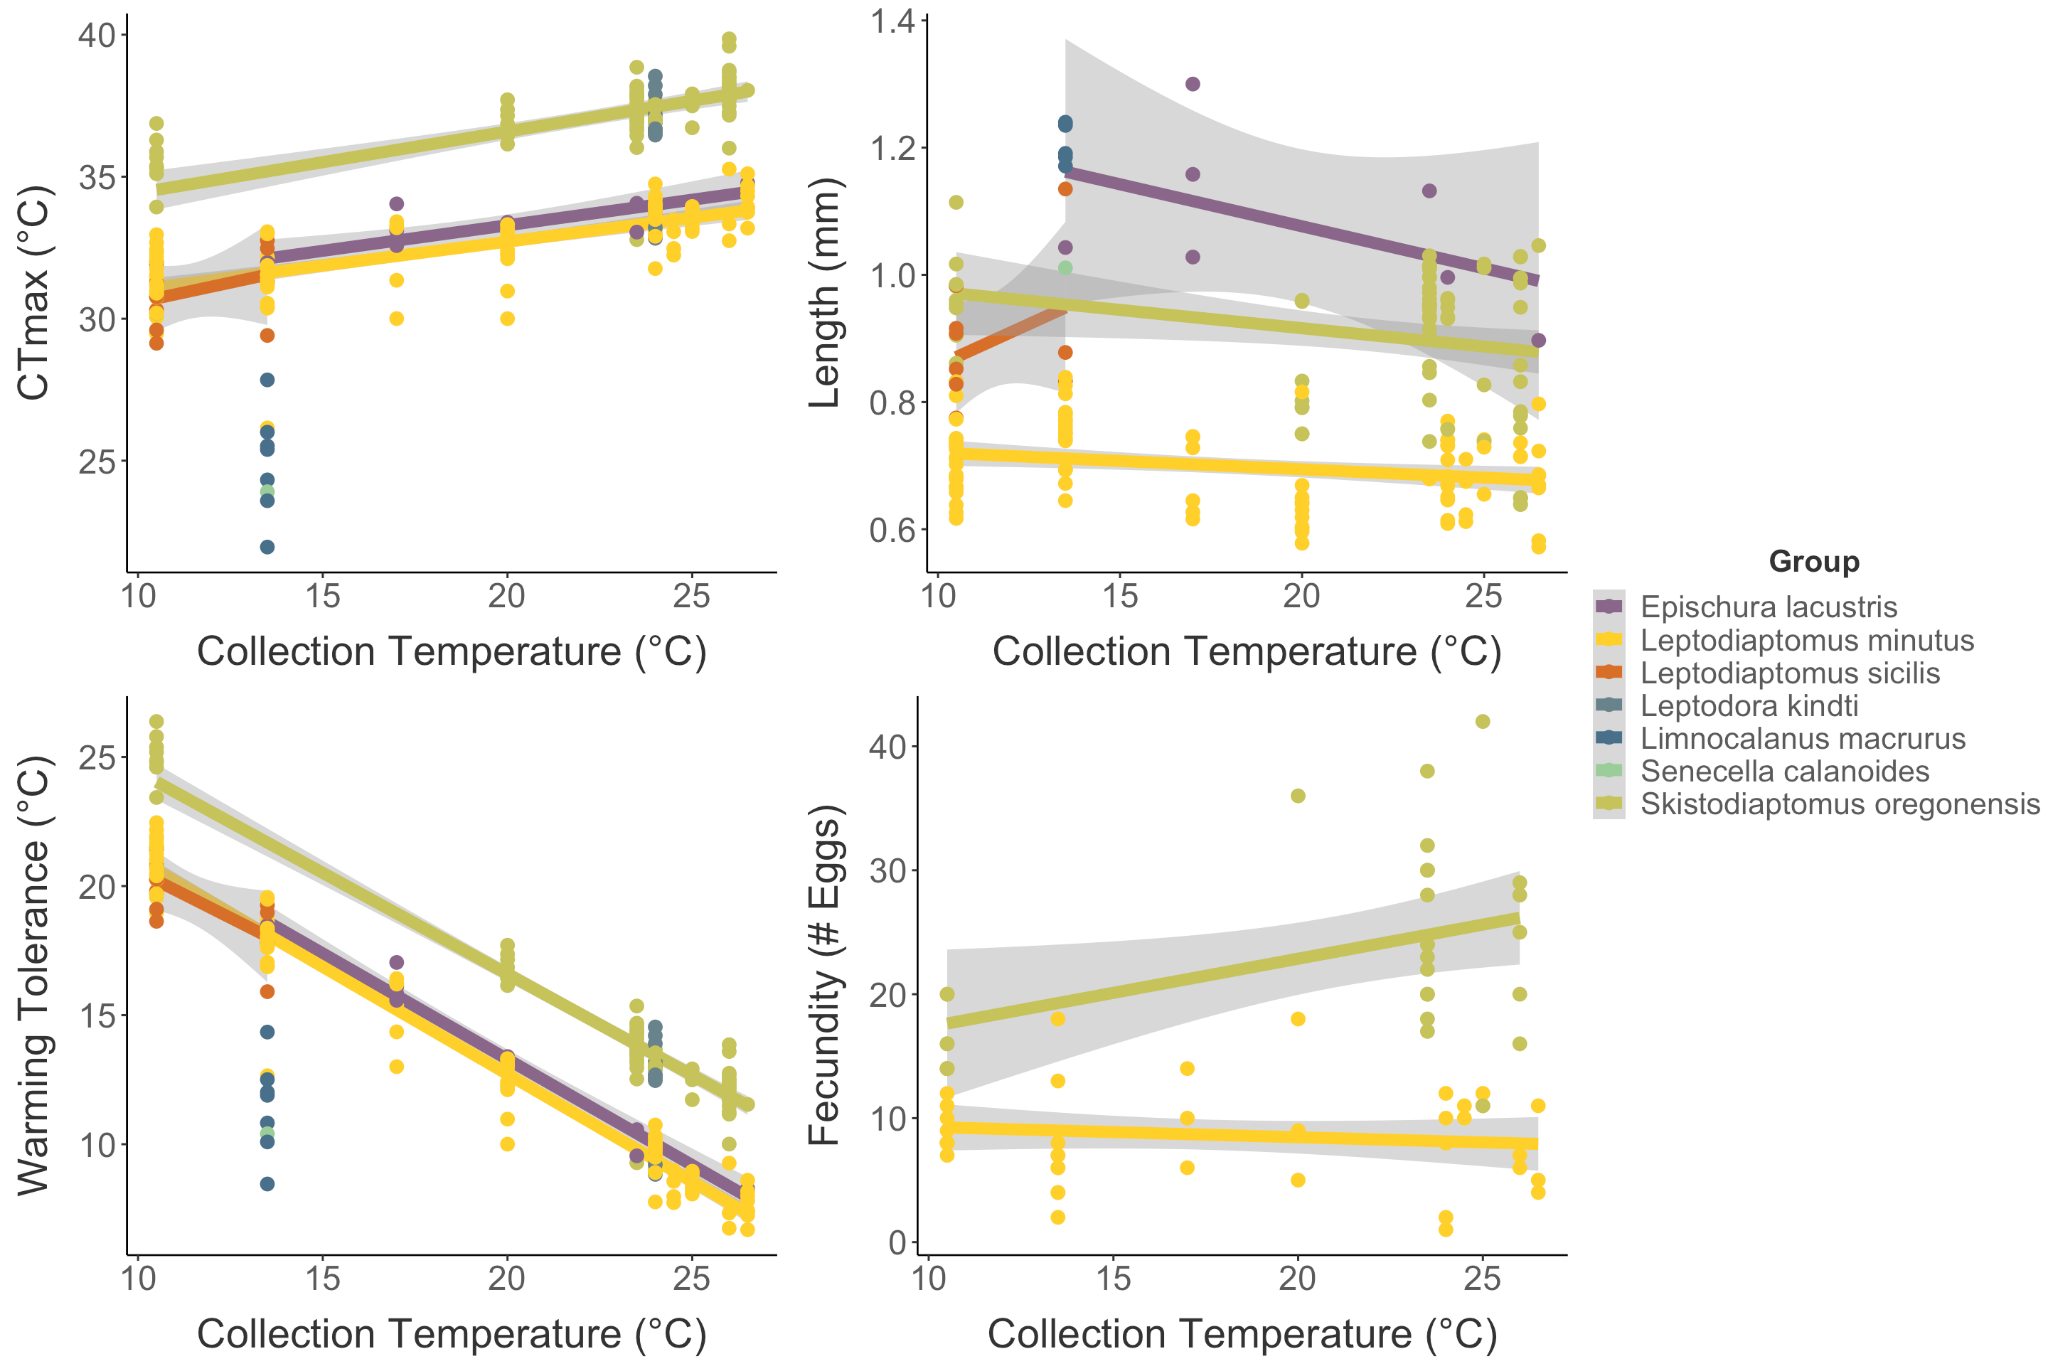 CTmax (°C)
40
35
30
25
10 15 20 25
Collection Temperature (°C)
Length (mm)
1.4
1.2
1.0
0.8
0.6
10 15 20 25
Collection Temperature (°C)
Warming Tolerance (°C)
25
20
15
10
10 15 20 25
Collection Temperature (°C)
Fecundity (# Eggs)
40
30
20
10
0
10 15 20 25
Collection Temperature (°C)
Group
Epischura lacustris
Leptodiaptomus minutus
Leptodiaptomus sicilis
Leptodora kindti
Limnocalanus macrurus
Senecella calanoides
Skistodiaptomus oregonensis